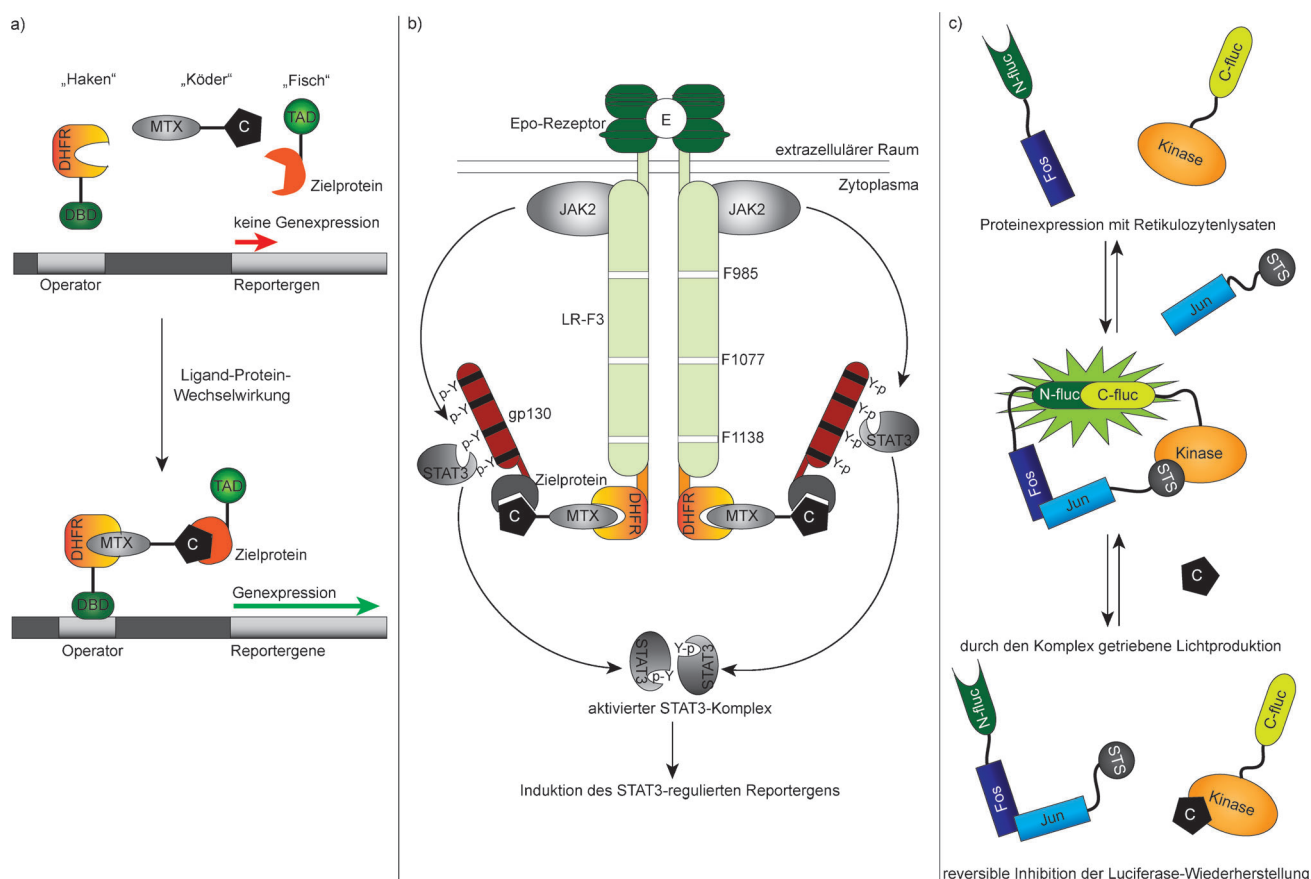 a)
„Haken“
„Köder“
„Fisch“
DHFR
MTX
C
TAD
Zielprotein
DBD
keine Genexpression
Operator
Reportergen
Ligand-Protein-
Wechselwirkung
TAD
DHFR
MTX
C
Zielprotein
DBD
Genexpression
Operator
Reportergene
b)
E
Epo-Rezeptor
extrazellulärer Raum
Zytoplasma
JAK2
JAK2
F985
LR-F3
F1077
F1138
p-Y
p-Y
p-Y
p-Y
gp130
STAT3
Y-p
Y-p
Y-p
Y-p
STAT3
Zielprotein
C
MTX
DHFR
DHFR
MTX
C
STAT3
p-Y
Y-p
STAT3
aktivierter STAT3-Komplex
Induktion des STAT3-regulierten Reportergens
c)
N-fluc
Fos
C-fluc
Kinase
Proteinexpression mit Retikulozytenlysaten
STS
Jun
N-fluc
C-fluc
Kinase
STS
Fos
Jun
C
durch den Komplex getriebene Lichtproduktion
N-fluc
Fos
Jun
STS
C-fluc
Kinase
C
reversible Inhibition der Luciferase-Wiederherstellung